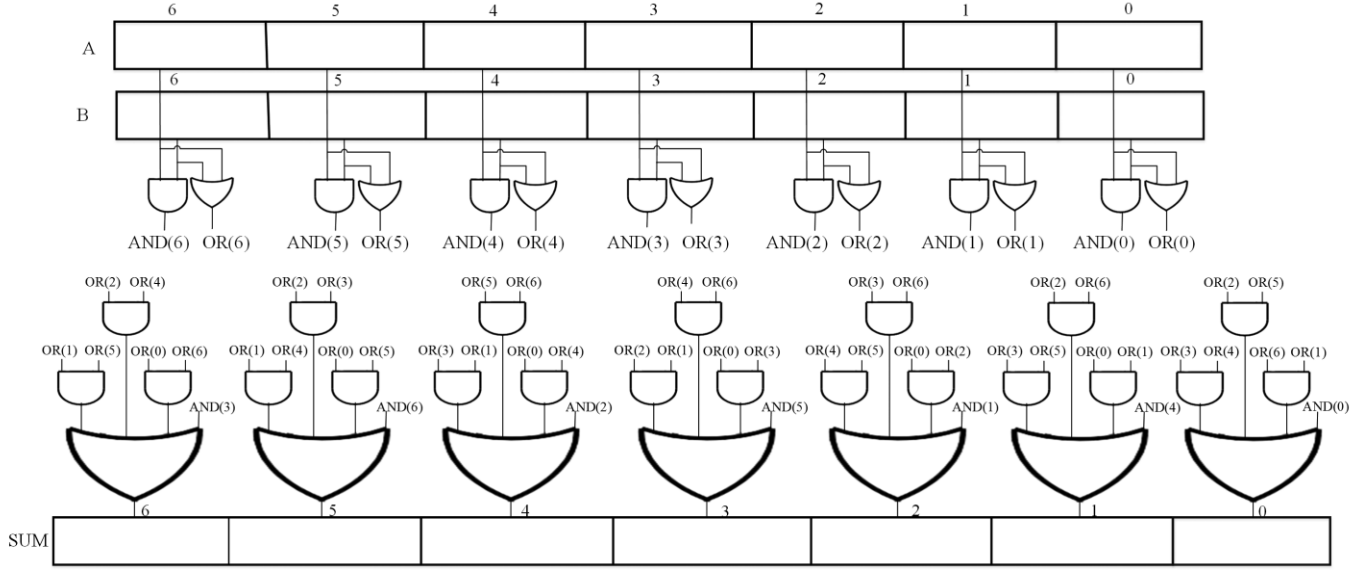 6 5 4 3 2 1 0
A
6 5 4 3 2 1 0
B
AND(6) OR(6) AND(5) OR(5) AND(4) OR(4) AND(3) OR(3) AND(2) OR(2) AND(1) OR(1) AND(0) OR(0)
OR(2) OR(4) OR(2) OR(3) OR(5) OR(6) OR(4) OR(6) OR(3) OR(6) OR(2) OR(6) OR(2) OR(5)
OR(1) OR(5) OR(0) OR(6) OR(1) OR(4) OR(0) OR(5) OR(3) OR(1) OR(0) OR(4) OR(2) OR(1) OR(0) OR(3) OR(4) OR(5) OR(0) OR(2) OR(3) OR(5) OR(0) OR(1) OR(3) OR(4) OR(6) OR(1)
AND(3) AND(6) AND(2) AND(5) AND(1) AND(4) AND(0)
6 5 4 3 2 1 0
SUM